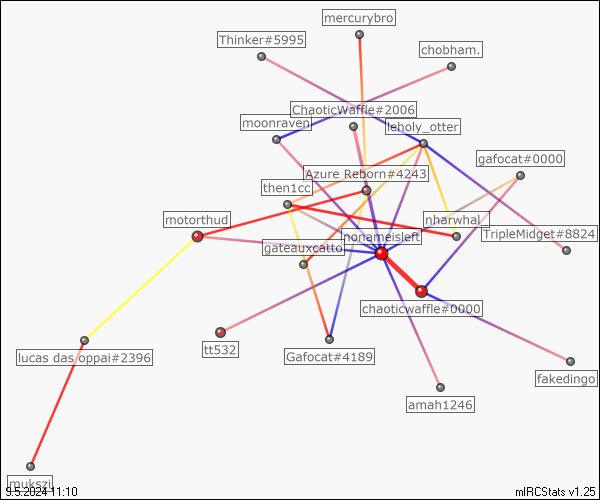 mercurybro
Thinker#5995
chobham.
ChaoticWaffle#2006
moonraven
leholy_otter
gafocat#0000
Azure Reborn#4243
then1cc
motorthud
nharwhal
TripleMidget#8824
nonameisleft
gateauxcatto
chaoticwaffle#0000
tt532
Gafocat#4189
lucas das oppai#2396
fakedingo
amah1246
mukszi
9.5.2024 11:10
mIRCStats v1.25